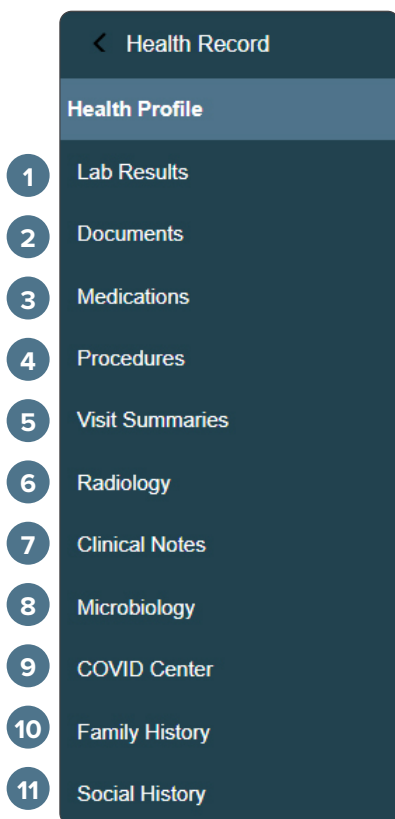 Health Record
Health Profile
1 Lab Results
2 Documents
3 Medications
4 Procedures
5 Visit Summaries
6 Radiology
7 Clinical Notes
8 Microbiology
9 COVID Center
10 Family History
11 Social History